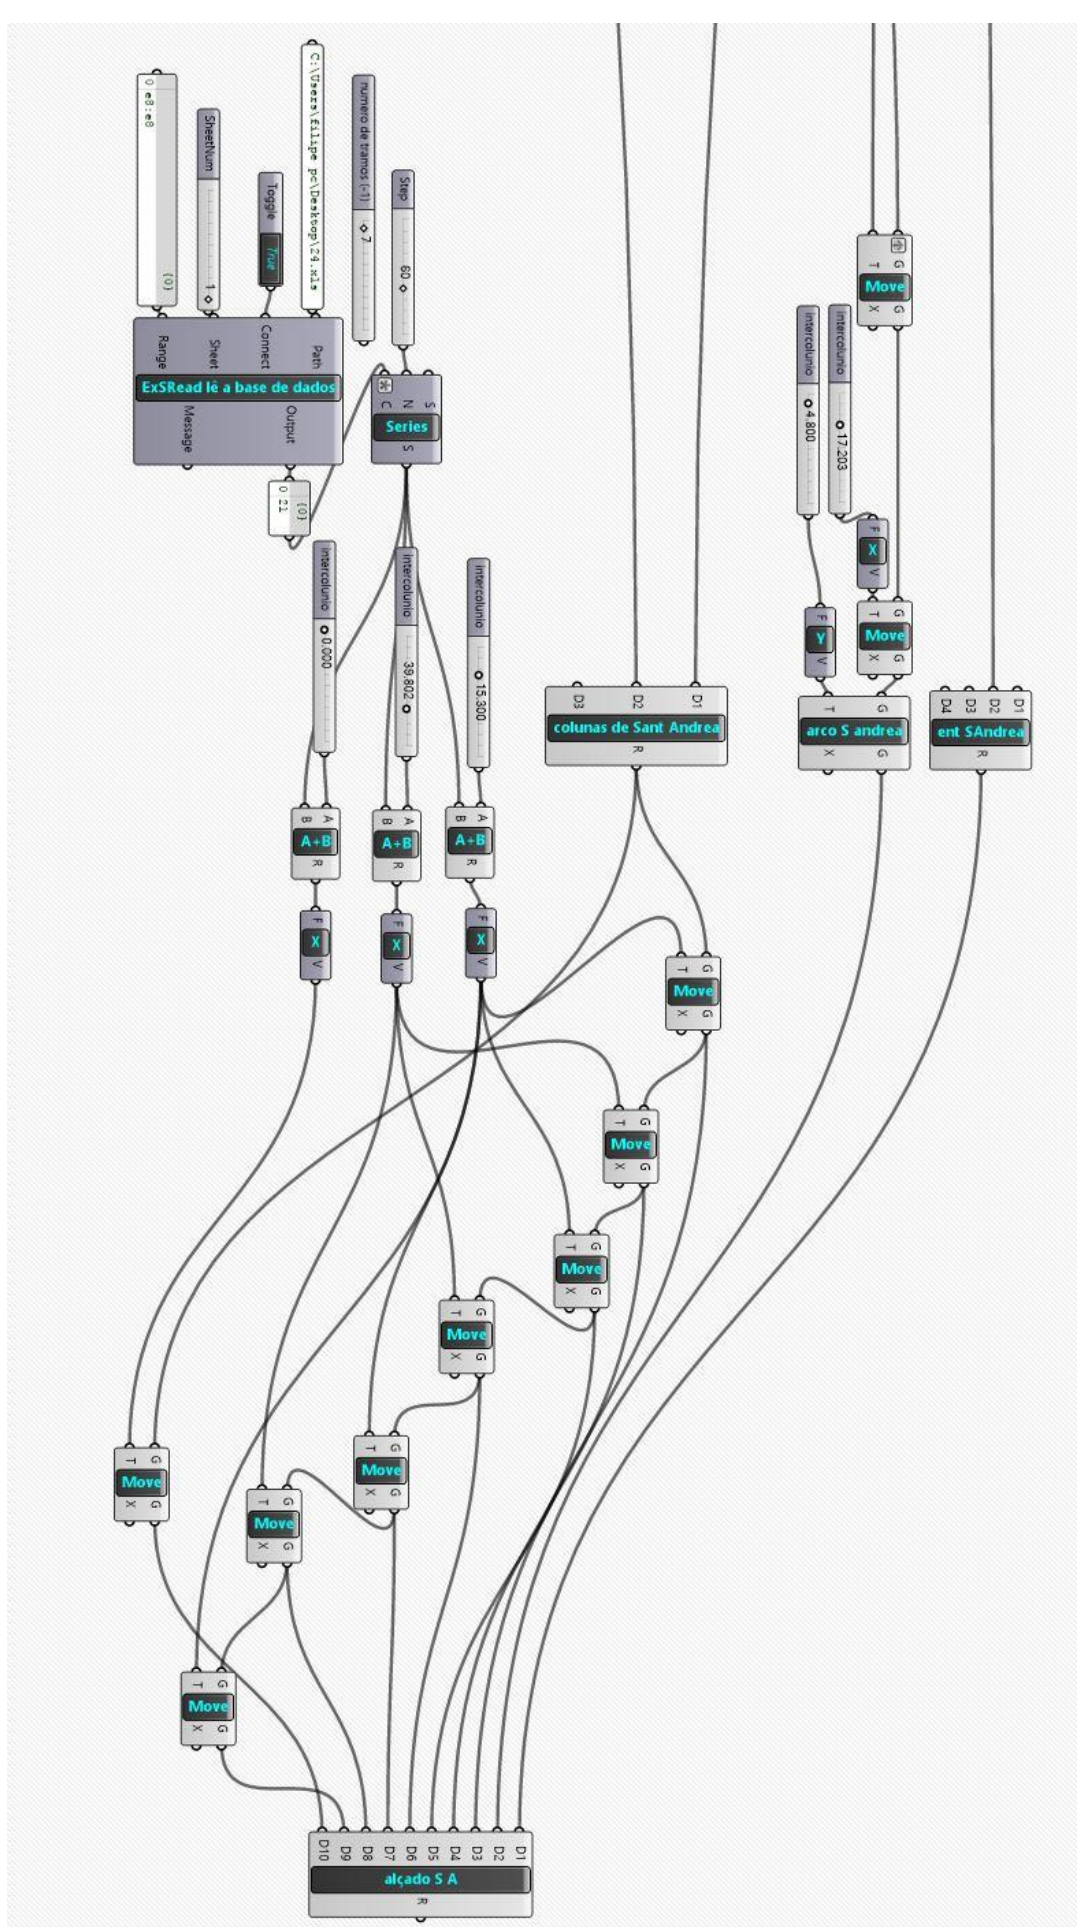 0 e8:e8
{0}
SheetNum
1
Toggle
True
C:\Users\filipe pc\Desktop\24.xls
numero de tramos (-1)
7
Step
60
Path
Connect
Sheet
Range
ExSRead lê a base de dados
Output
Message
{0}
0 21
S
N
C
Series
S
intercolunio
0.000
intercolunio
39.802
intercolunio
15.300
A
B
A+B
R
A
B
A+B
R
A
B
A+B
R
F
X
V
F
X
V
F
X
V
D1
D2
D3
colunas de Sant Andrea
R
G
T
Move
G
X
intercolunio
4.800
intercolunio
17.203
F
X
V
F
Y
V
G
T
Move
G
X
G
T
arco S andrea
G
X
D1
D2
D3
D4
ent SAndrea
R
G
T
Move
G
X
G
T
Move
G
X
G
T
Move
G
X
G
T
Move
G
X
G
T
Move
G
X
G
T
Move
G
X
G
T
Move
G
X
G
T
Move
G
X
D1
D2
D3
D4
D5
D6
D7
D8
D9
D10
alçado S A
R